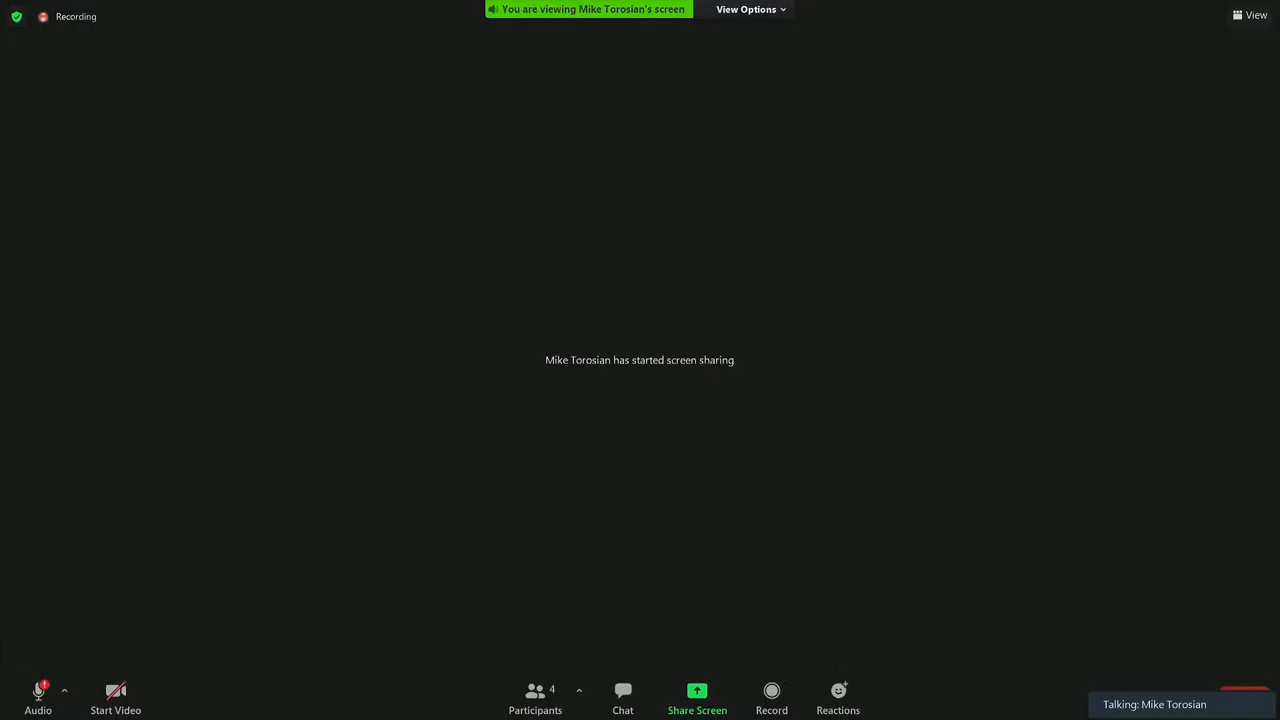 Recording
You are viewing Mike Torosian's screen
View Options
View
Mike Torosian has started screen sharing
Audio
Start Video
4
Participants
Chat
Share Screen
Record
Reactions
Talking: Mike Torosian